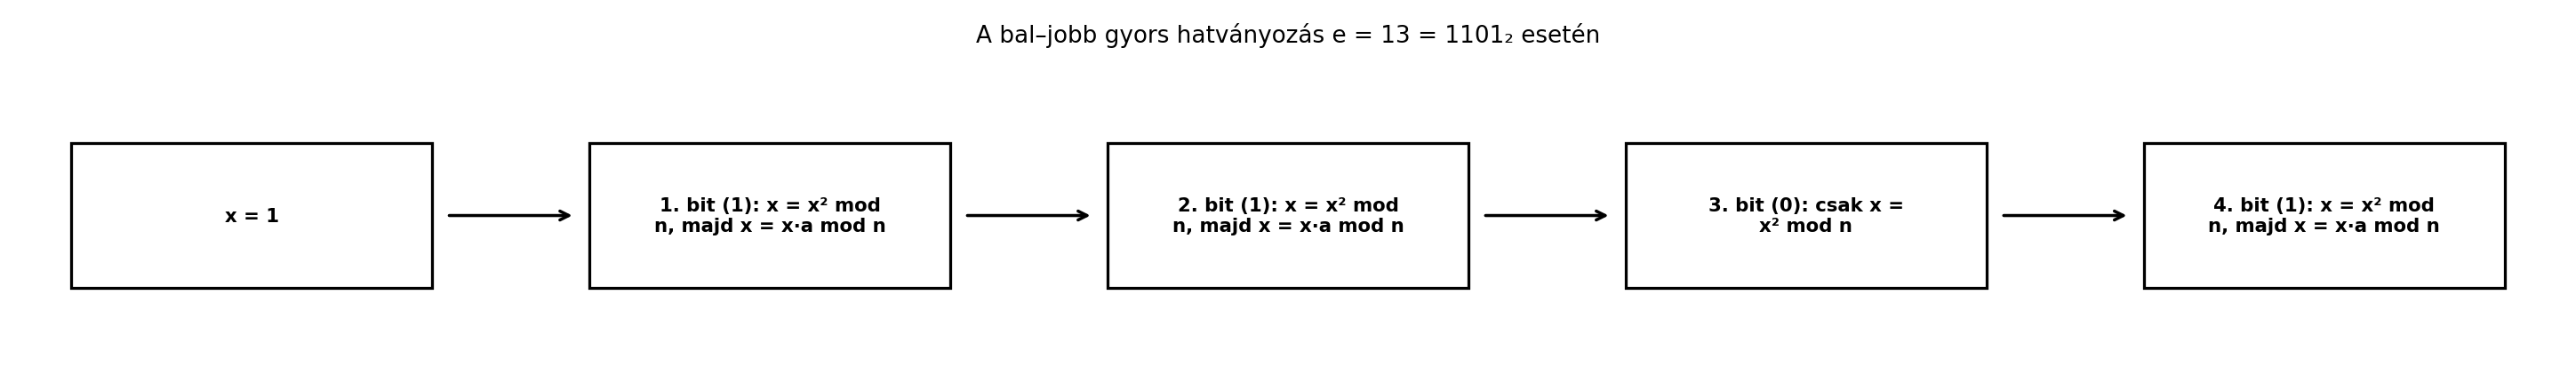 A bal–jobb gyors hatványozás e = 13 = 1101₂ esetén
x = 1
1. bit (1): x = x² mod
n, majd x = x·a mod n
2. bit (1): x = x² mod
n, majd x = x·a mod n
3. bit (0): csak x =
x² mod n
4. bit (1): x = x² mod
n, majd x = x·a mod n